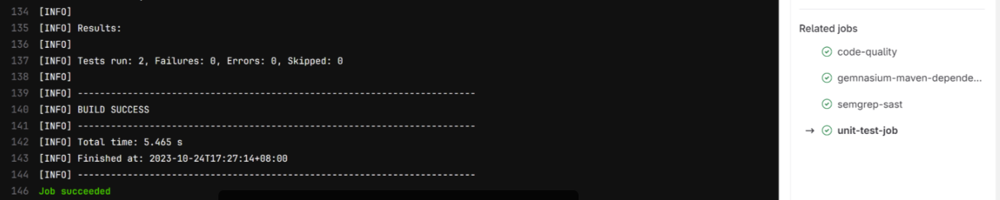 134 [INFO]
135 [INFO] Results:
136 [INFO]
137 [INFO] Tests run: 2, Failures: 0, Errors: 0, Skipped: 0
138 [INFO]
139 [INFO] ------------------------------------------------------------------------
140 [INFO] BUILD SUCCESS
141 [INFO] ------------------------------------------------------------------------
142 [INFO] Total time: 5.465 s
143 [INFO] Finished at: 2023-10-24T17:27:14+08:00
144 [INFO] ------------------------------------------------------------------------
146 Job succeeded
Related jobs
code-quality
gemnasium-maven-depende...
semgrep-sast
→ unit-test-job